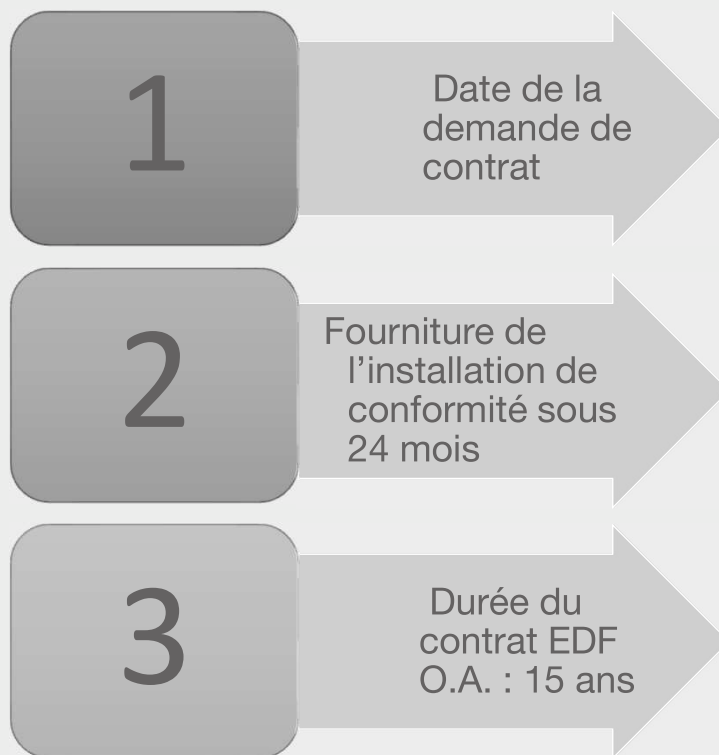 1
Date de la
demande de
contrat
2
Fourniture de
l’installation de
conformité sous
24 mois
3
Durée du
contrat EDF
O.A. : 15 ans